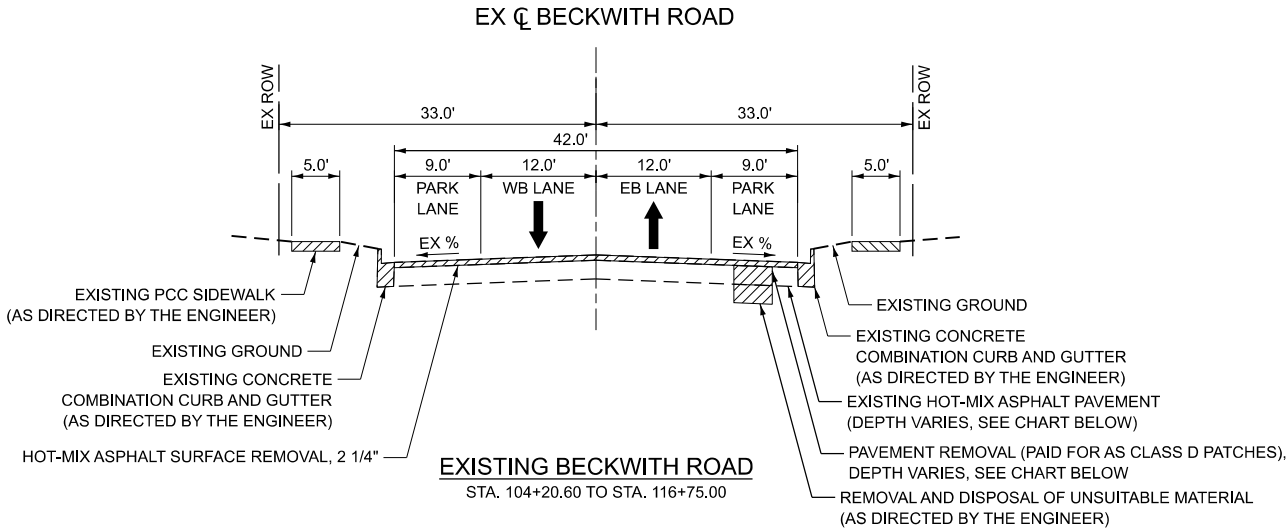 EX ℄ BECKWITH ROAD
EX ROW
EX ROW
33.0'
33.0'
42.0'
5.0'
9.0'
12.0'
12.0'
9.0'
5.0'
PARK
LANE
WB LANE
EB LANE
PARK
LANE
EX %
EX %
EXISTING PCC SIDEWALK
(AS DIRECTED BY THE ENGINEER)
EXISTING GROUND
EXISTING CONCRETE
COMBINATION CURB AND GUTTER
(AS DIRECTED BY THE ENGINEER)
HOT-MIX ASPHALT SURFACE REMOVAL, 2 1/4"
EXISTING GROUND
EXISTING CONCRETE
COMBINATION CURB AND GUTTER
(AS DIRECTED BY THE ENGINEER)
EXISTING HOT-MIX ASPHALT PAVEMENT
(DEPTH VARIES, SEE CHART BELOW)
PAVEMENT REMOVAL (PAID FOR AS CLASS D PATCHES),
DEPTH VARIES, SEE CHART BELOW
REMOVAL AND DISPOSAL OF UNSUITABLE MATERIAL
(AS DIRECTED BY THE ENGINEER)
EXISTING BECKWITH ROAD
STA. 104+20.60 TO STA. 116+75.00